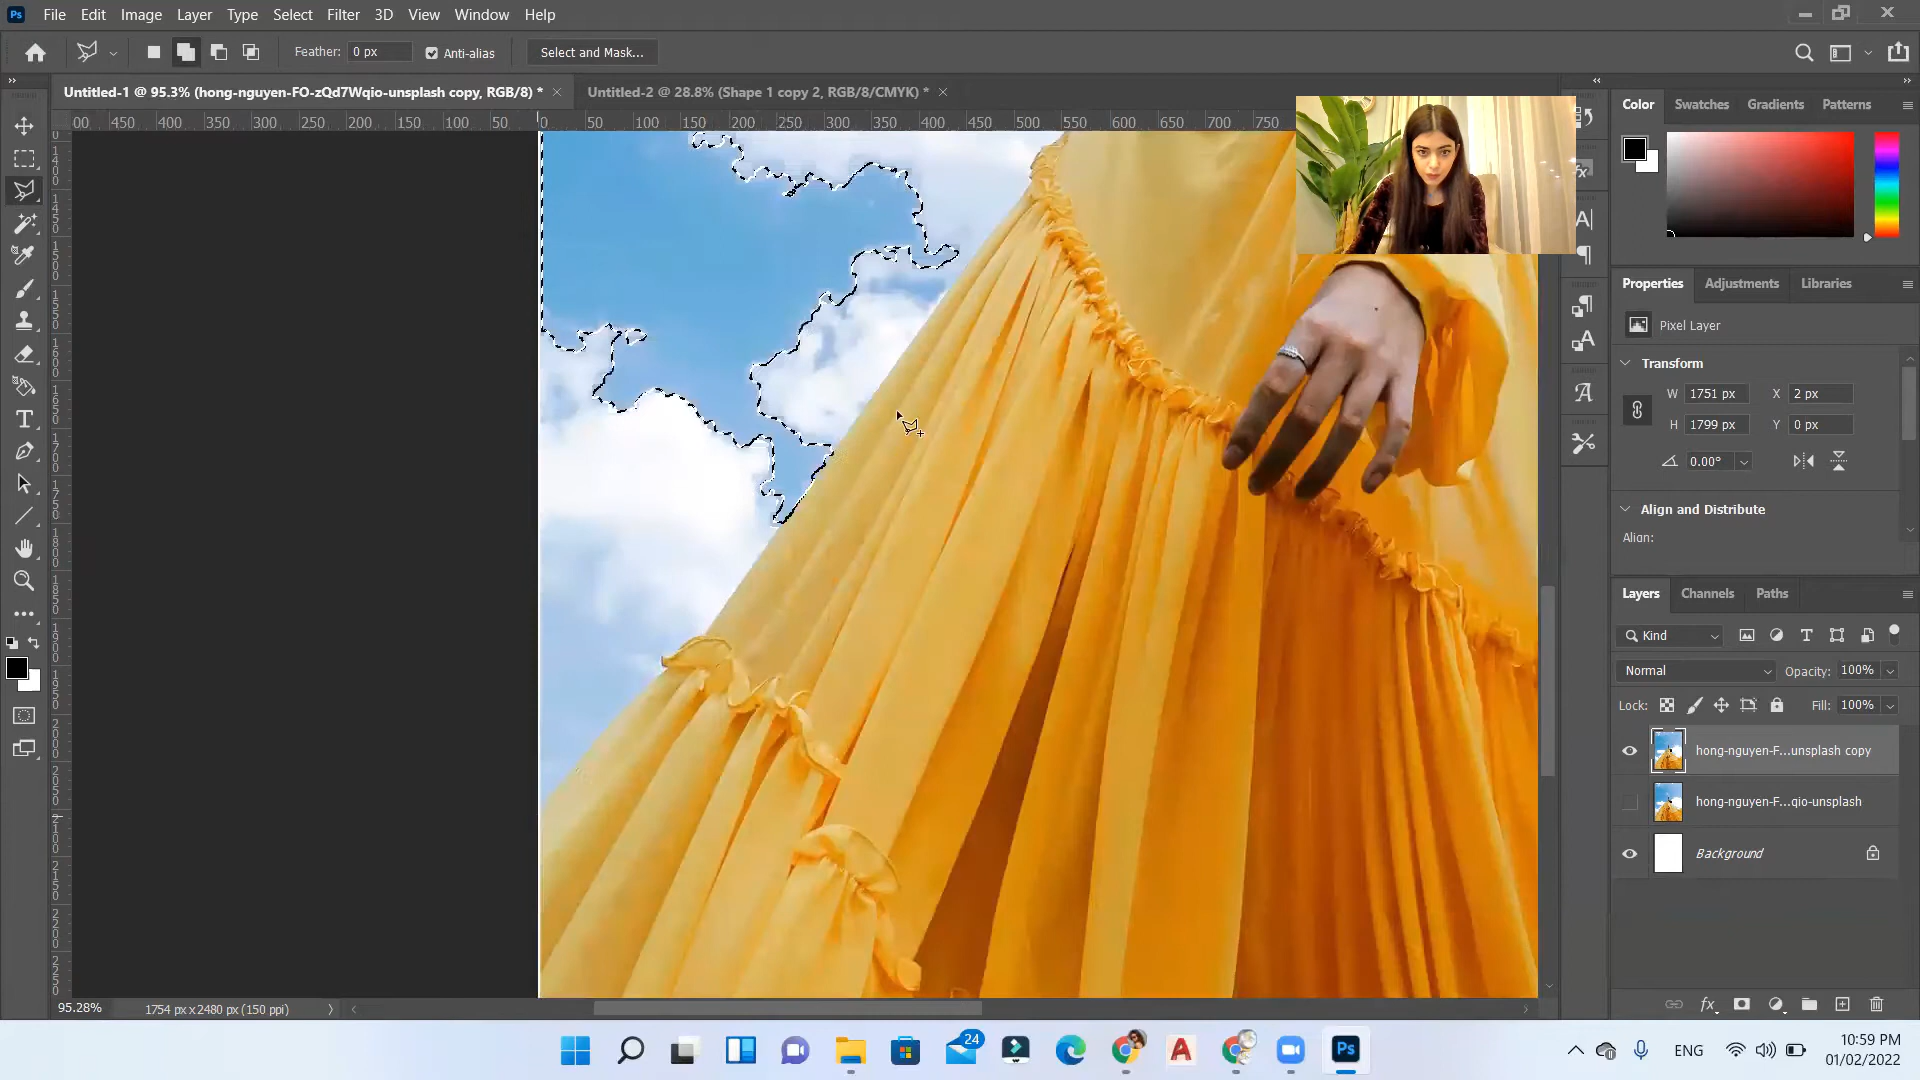 Ps File Edit Image Layer Type Select Filter 3D View Window Help
Feather: 0 px Anti-alias Select and Mask...
Untitled-1 @ 95.3% (hong-nguyen-FO-zQd7Wqio-unsplash copy, RGB/8) *
Untitled-2 @ 28.8% (Shape 1 copy 2, RGB/8/CMYK) *
00 450 400 350 300 250 200 150 100 50 0 50 100 150 200 250 300 350 400 450 500 550 600 650 700 750
Color Swatches Gradients Patterns
Properties Adjustments Libraries
Pixel Layer
Transform
W 1751 px X 2 px
H 1799 px Y 0 px
0.00°
Align and Distribute
Align:
Layers Channels Paths
Kind
Normal Opacity: 100%
Lock: Fill: 100%
hong-nguyen-F...unsplash copy
hong-nguyen-F...qio-unsplash
Background
fx
95.28% 1754 px x 2480 px (150 ppi)
24
Ps
ENG
10:59 PM
01/02/2022